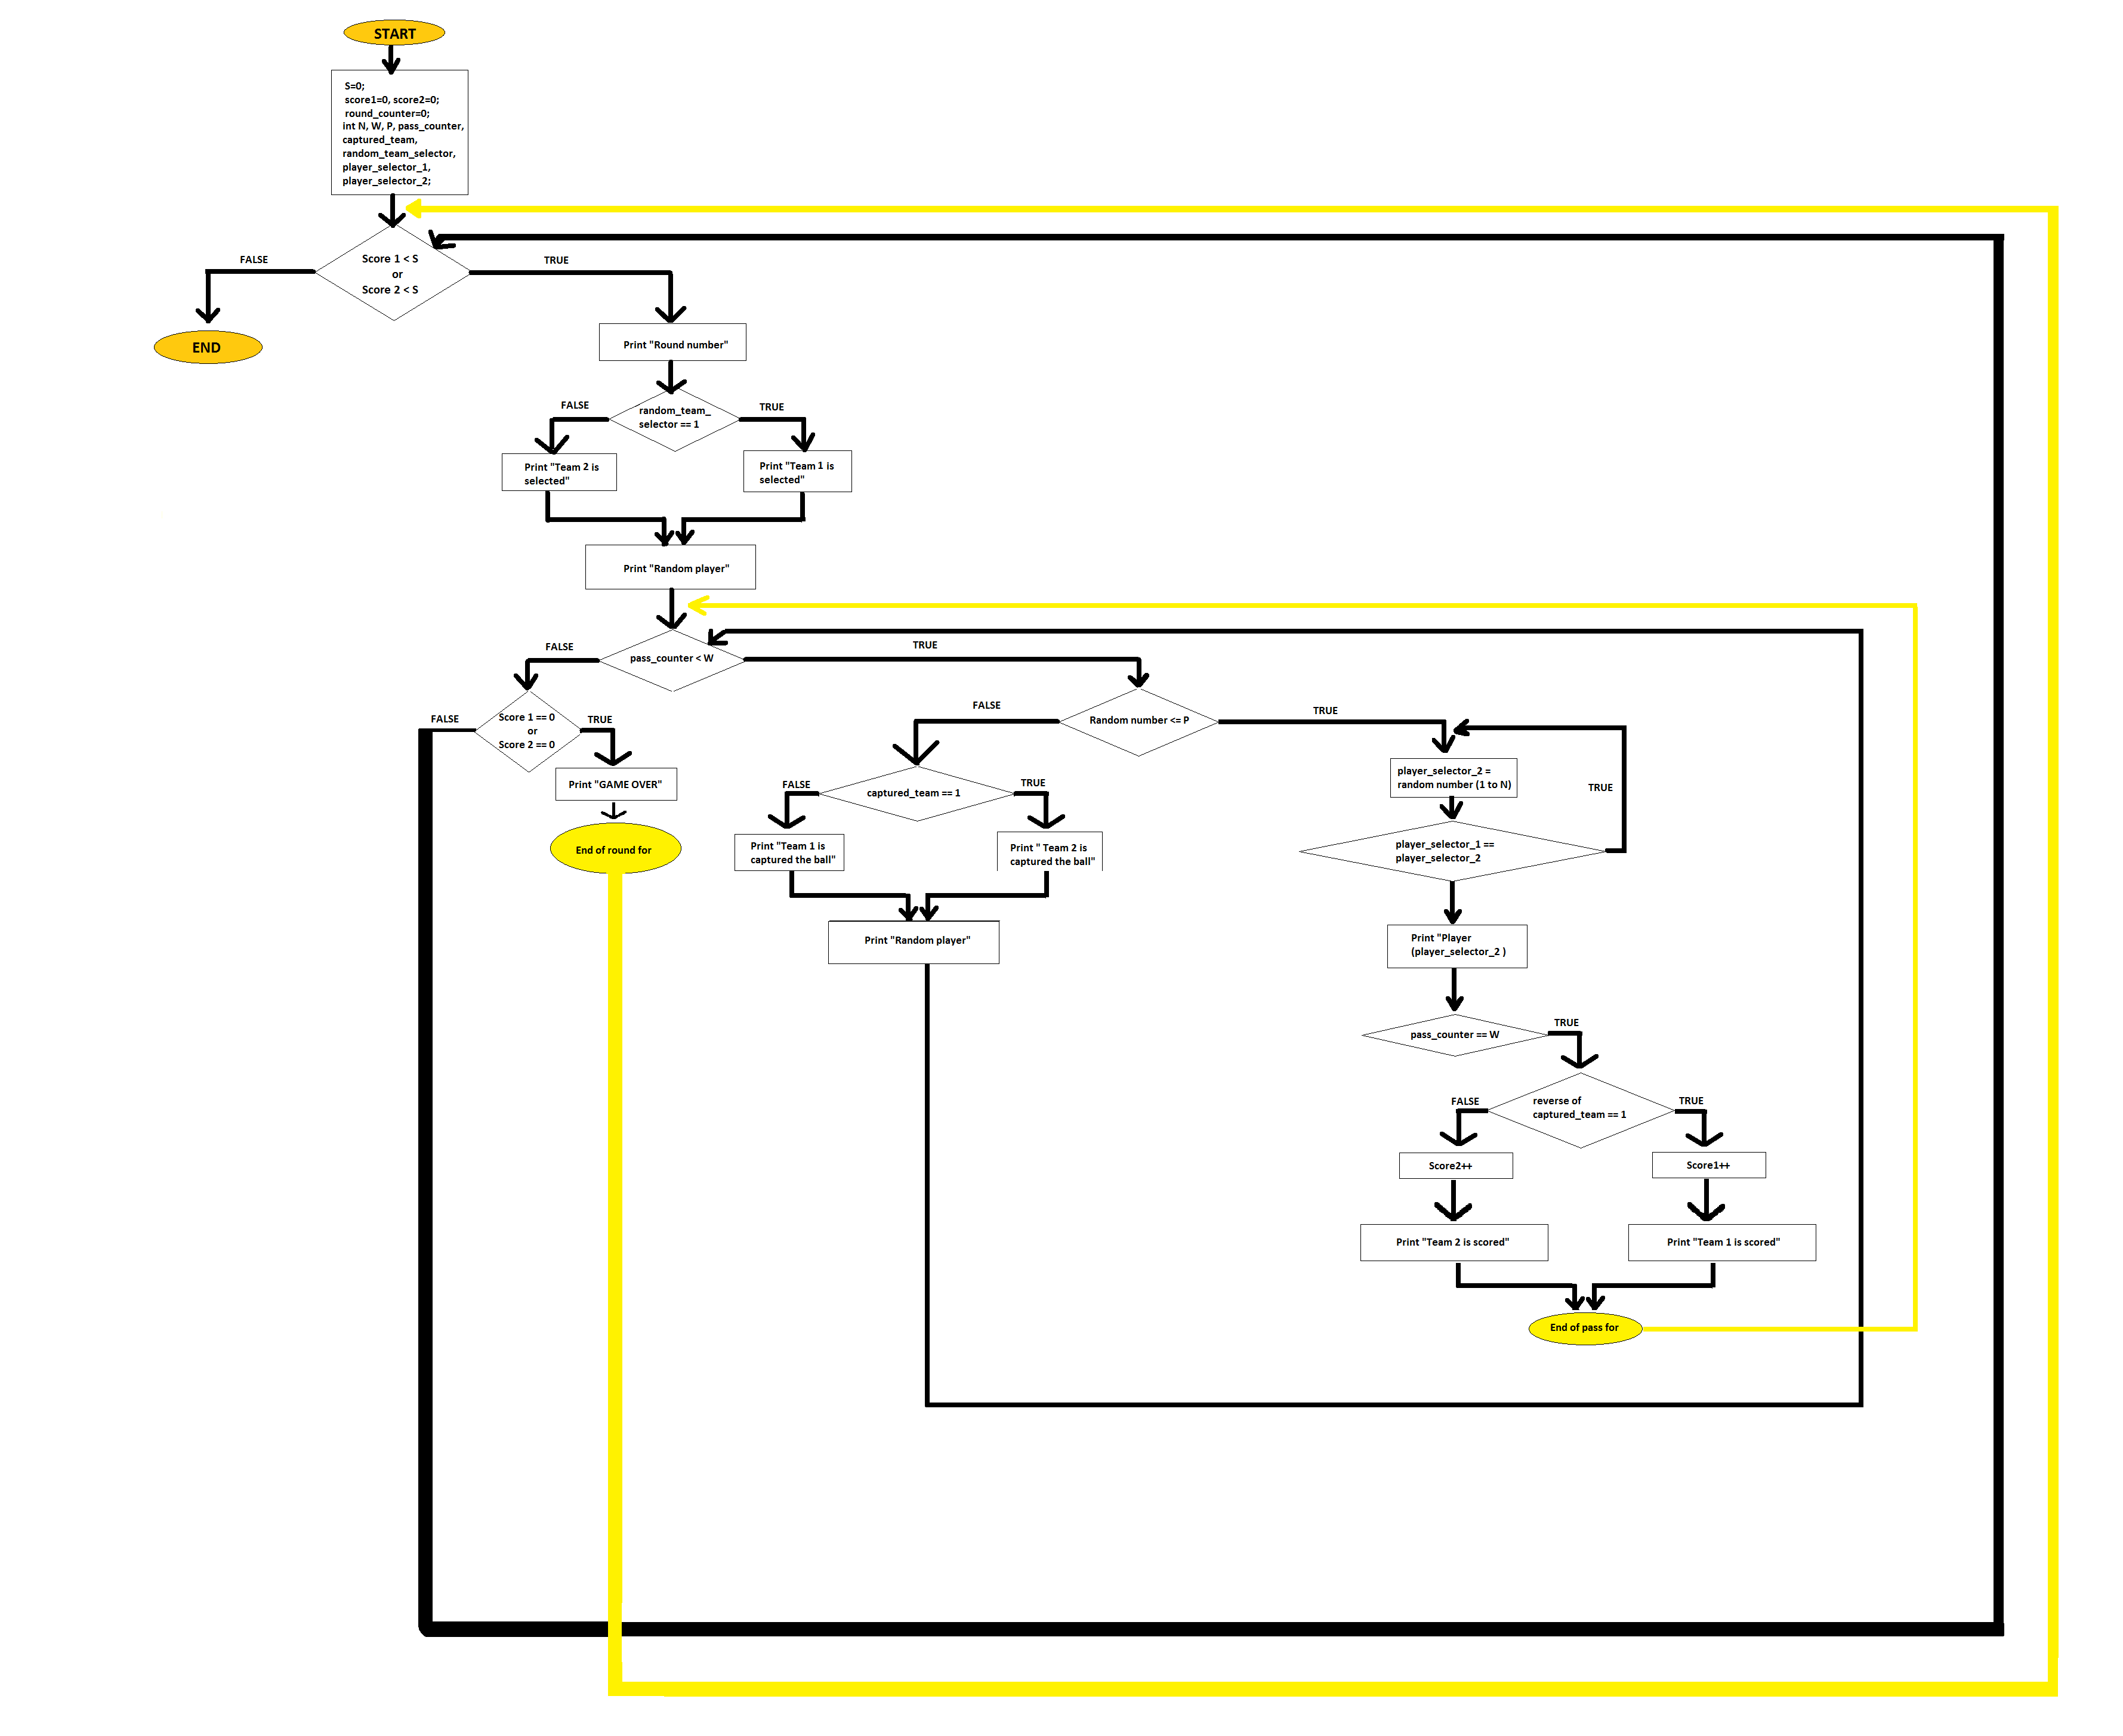 START
S=0;
score1=0, score2=0;
round_counter=0;
int N, W, P, pass_counter,
captured_team,
random_team_selector,
player_selector_1,
player_selector_2;
Score 1 < S
or
Score 2 < S
FALSE
TRUE
END
Print "Round number"
random_team_
selector == 1
FALSE
TRUE
Print "Team 2 is
selected"
Print "Team 1 is
selected"
Print "Random player"
pass_counter < W
FALSE
TRUE
Score 1 == 0
or
Score 2 == 0
FALSE
TRUE
Print "GAME OVER"
End of round for
Random number <= P
FALSE
TRUE
captured_team == 1
FALSE
TRUE
Print "Team 1 is
captured the ball"
Print " Team 2 is
captured the ball"
Print "Random player"
player_selector_2 =
random number (1 to N)
TRUE
player_selector_1 ==
player_selector_2
Print "Player
(player_selector_2 )
pass_counter == W
TRUE
reverse of
captured_team == 1
FALSE
TRUE
Score2++
Score1++
Print "Team 2 is scored"
Print "Team 1 is scored"
End of pass for